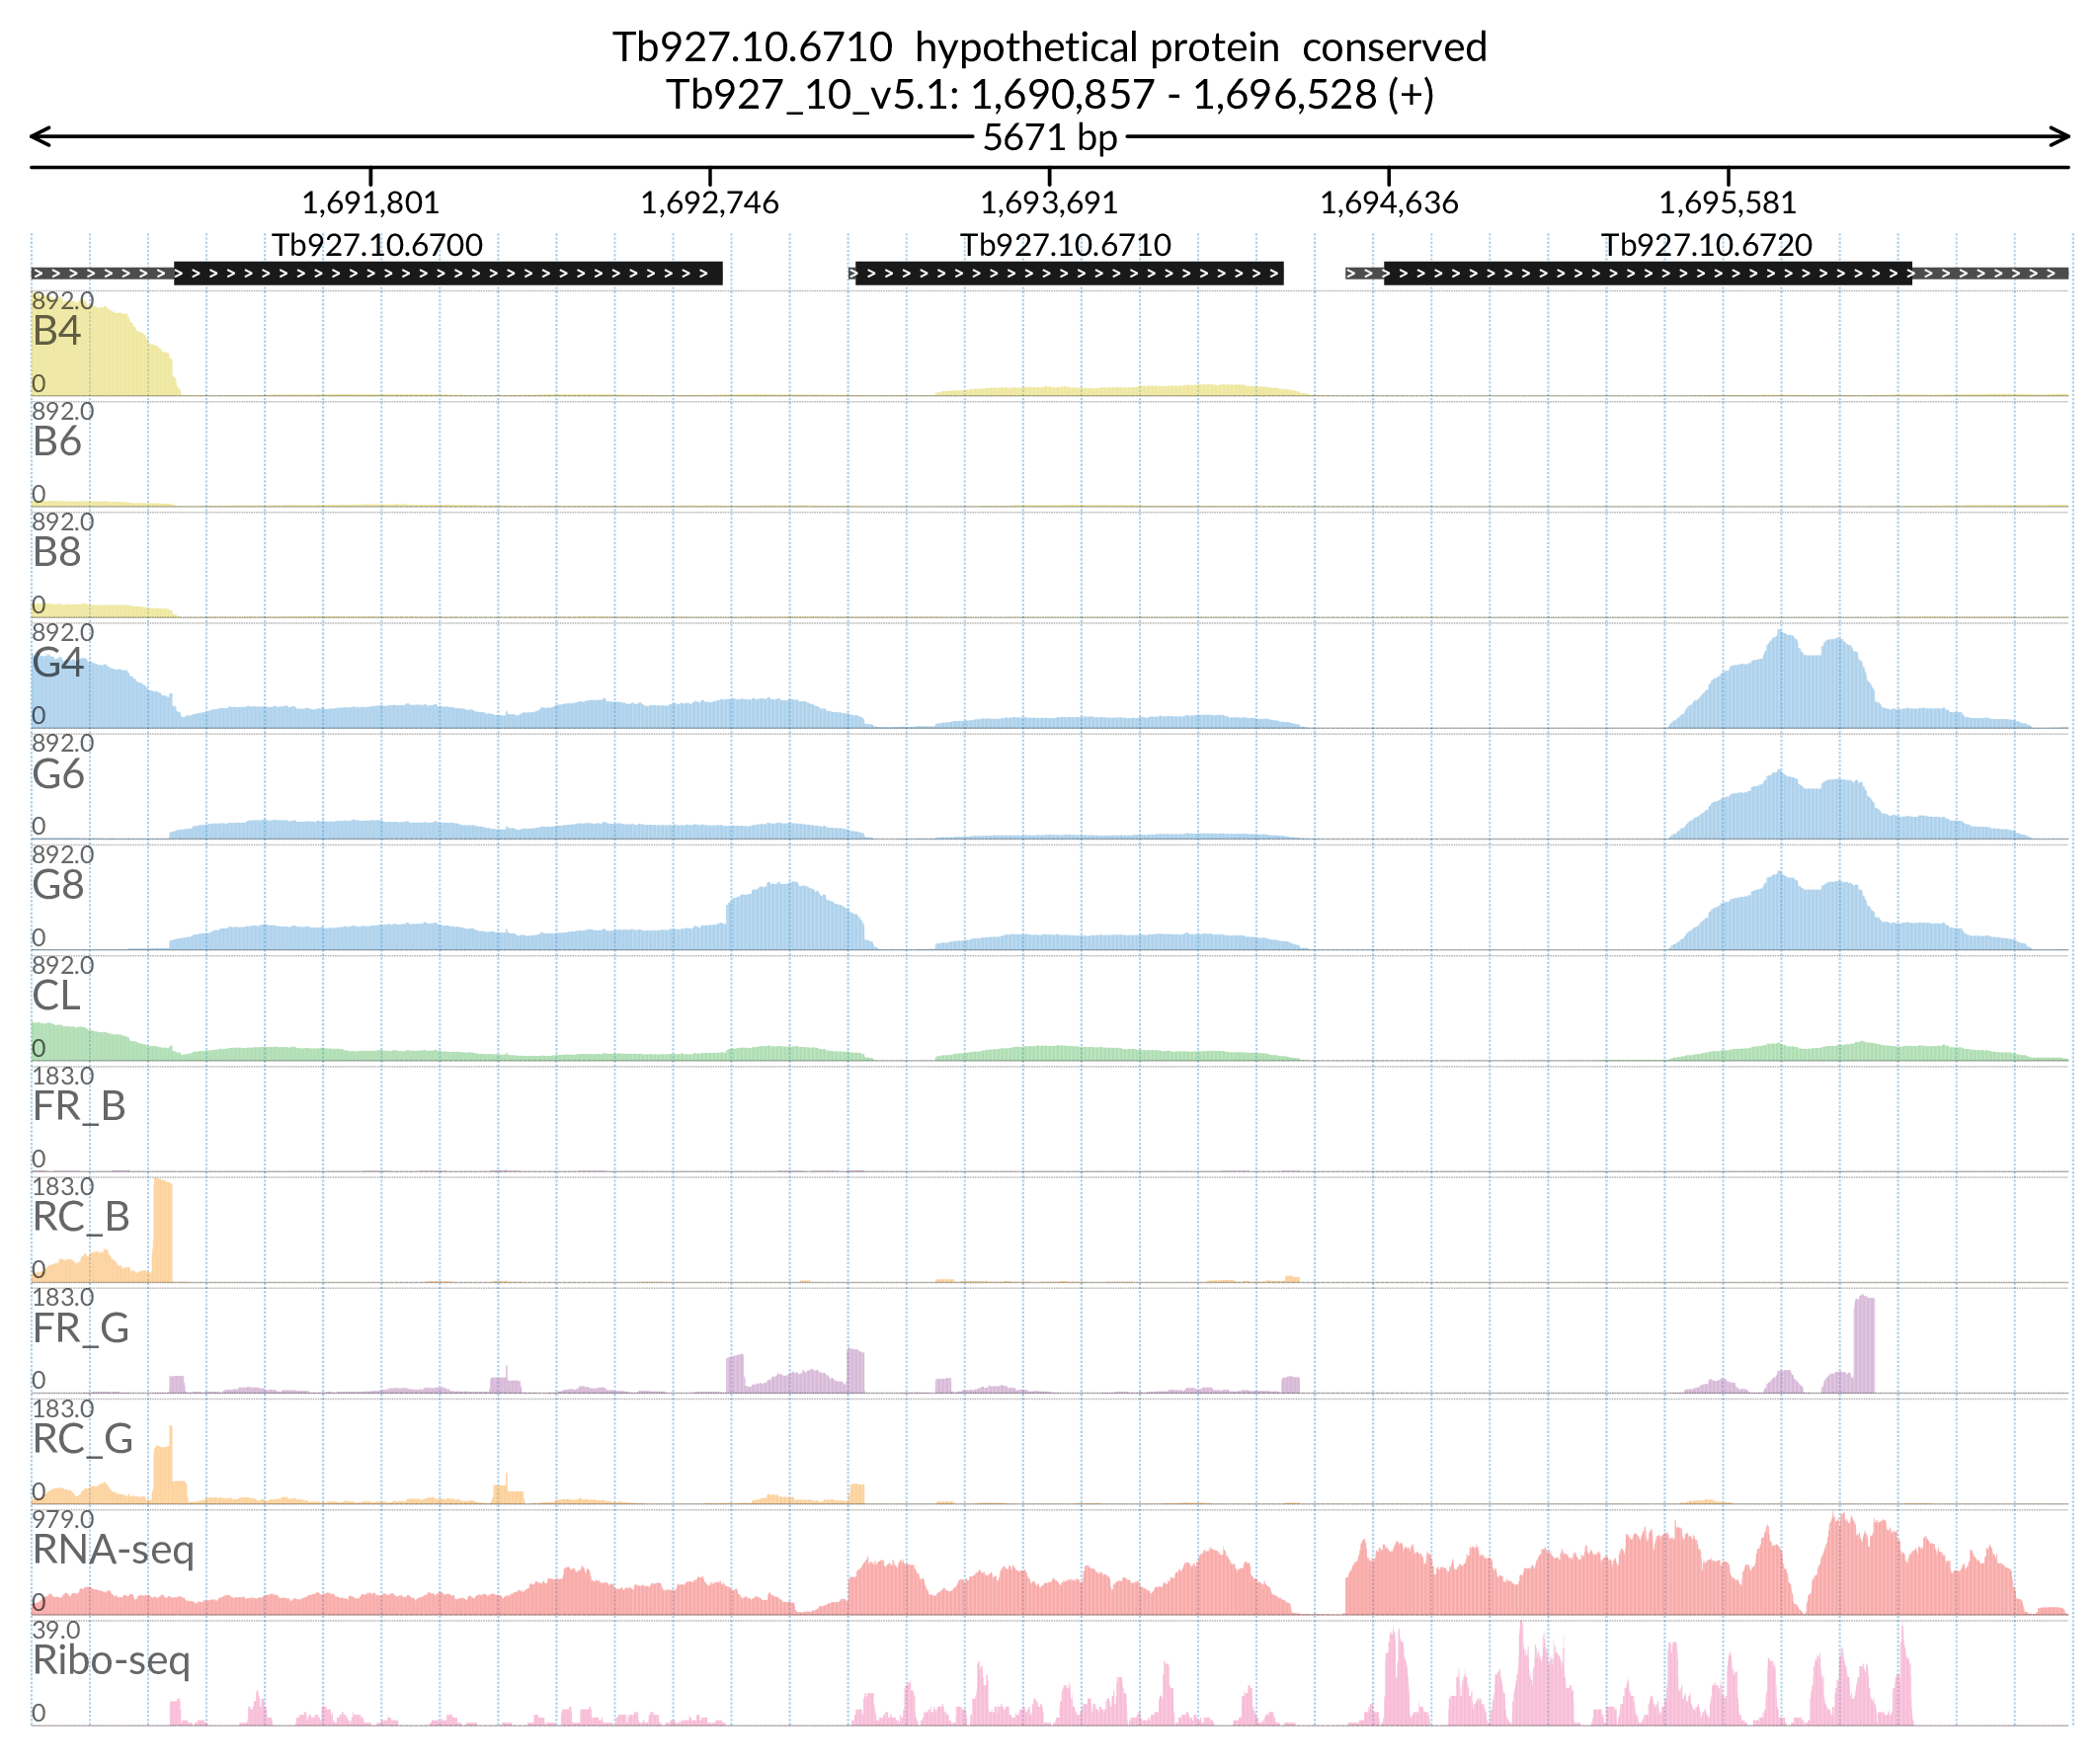 Tb927.10.6710 hypothetical protein conserved
Tb927_10_v5.1: 1,690,857 - 1,696,528 (+)
5671 bp
1,691,801 1,692,746 1,693,691 1,694,636 1,695,581
Tb927.10.6700 Tb927.10.6710 Tb927.10.6720
892.0
B4
0
892.0
B6
0
892.0
B8
0
892.0
G4
0
892.0
G6
0
892.0
G8
0
892.0
CL
0
183.0
FR_B
0
183.0
RC_B
0
183.0
FR_G
0
183.0
RC_G
0
979.0
RNA-seq
0
39.0
Ribo-seq
0